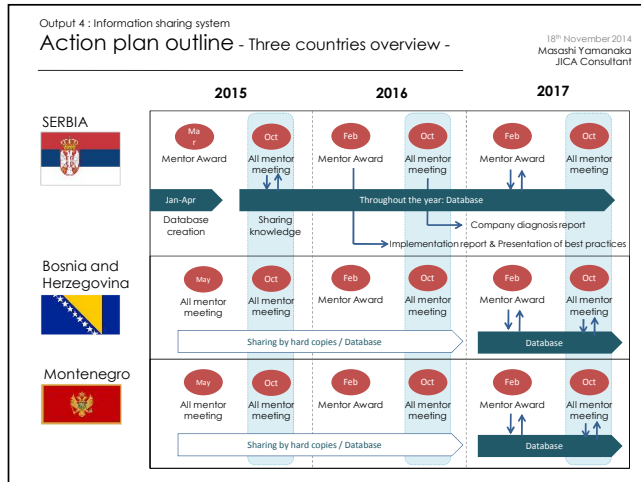 Output 4 : Information sharing system
Action plan outline - Three countries overview -
18th November 2014
Masashi Yamanaka
JICA Consultant
2015
2016
2017
SERBIA
Ma
r
Oct
Feb
Oct
Feb
Oct
Mentor Award
All mentor
meeting
Mentor Award
All mentor
meeting
Mentor Award
All mentor
meeting
Jan-Apr
Throughout the year: Database
Database
creation
Sharing
knowledge
Company diagnosis report
Implementation report & Presentation of best practices
Bosnia and
Herzegovina
May
Oct
Feb
Oct
Feb
Oct
All mentor
meeting
All mentor
meeting
Mentor Award
All mentor
meeting
Mentor Award
All mentor
meeting
Sharing by hard copies / Database
Database
Montenegro
May
Oct
Feb
Oct
Feb
Oct
All mentor
meeting
All mentor
meeting
Mentor Award
All mentor
meeting
Mentor Award
All mentor
meeting
Sharing by hard copies / Database
Database